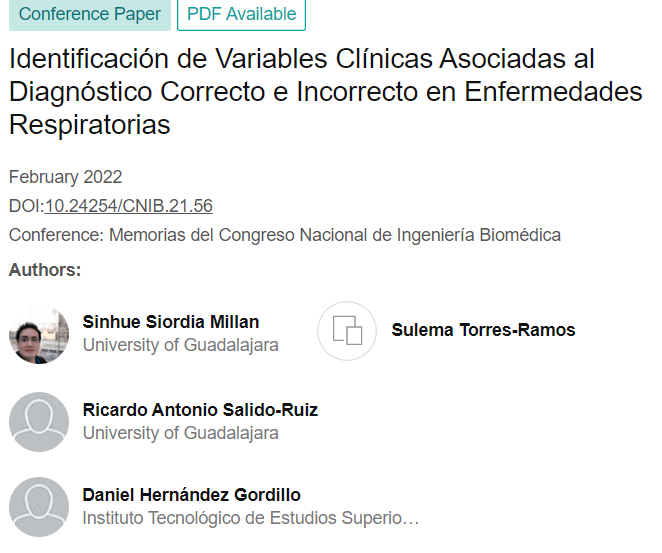 Conference Paper
PDF Available
Identificación de Variables Clínicas Asociadas al
Diagnóstico Correcto e Incorrecto en Enfermedades
Respiratorias
February 2022
DOI:10.24254/CNIB.21.56
Conference: Memorias del Congreso Nacional de Ingeniería Biomédica
Authors:
Sinhue Siordia Millan
University of Guadalajara
Sulema Torres-Ramos
Ricardo Antonio Salido-Ruiz
University of Guadalajara
Daniel Hernández Gordillo
Instituto Tecnológico de Estudios Superio…